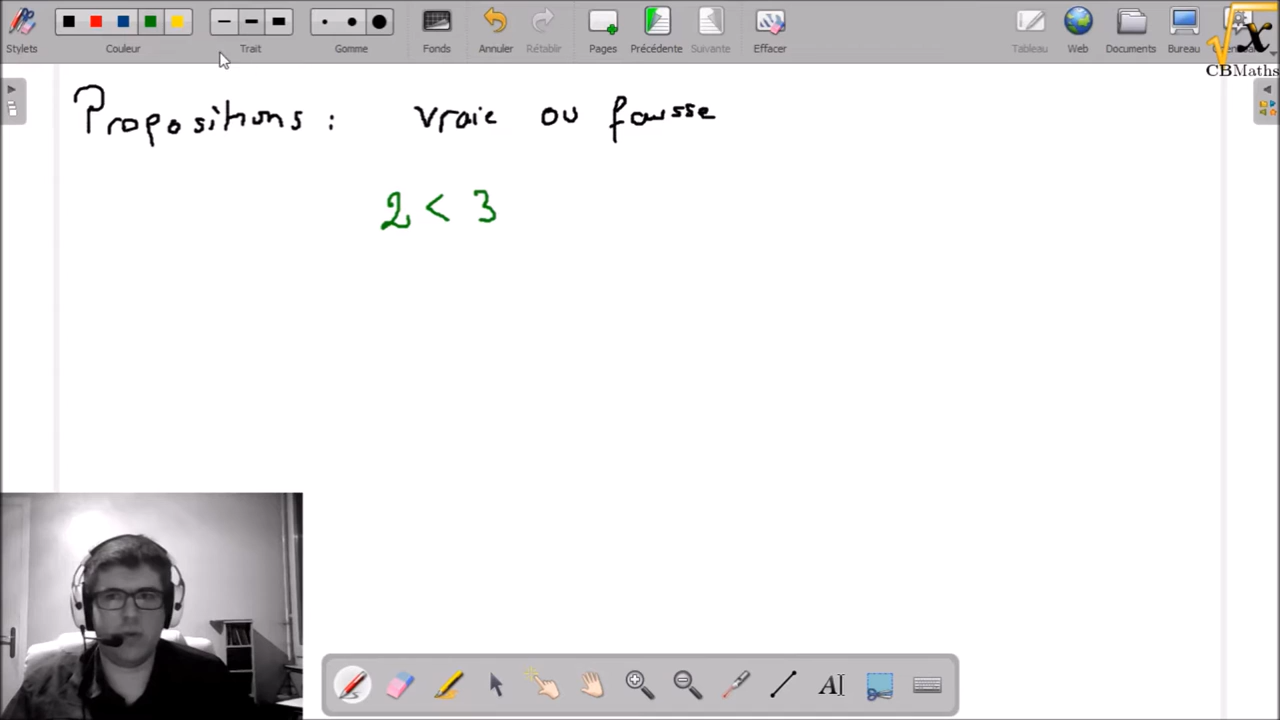 Stylets Couleur Trait Gomme Fonds Annuler Rétablir Pages Précédente Suivante Effacer Tableau Web Documents Bureau
√x
CBMaths
Propositions : vraie ou fausse
2 < 3
AI